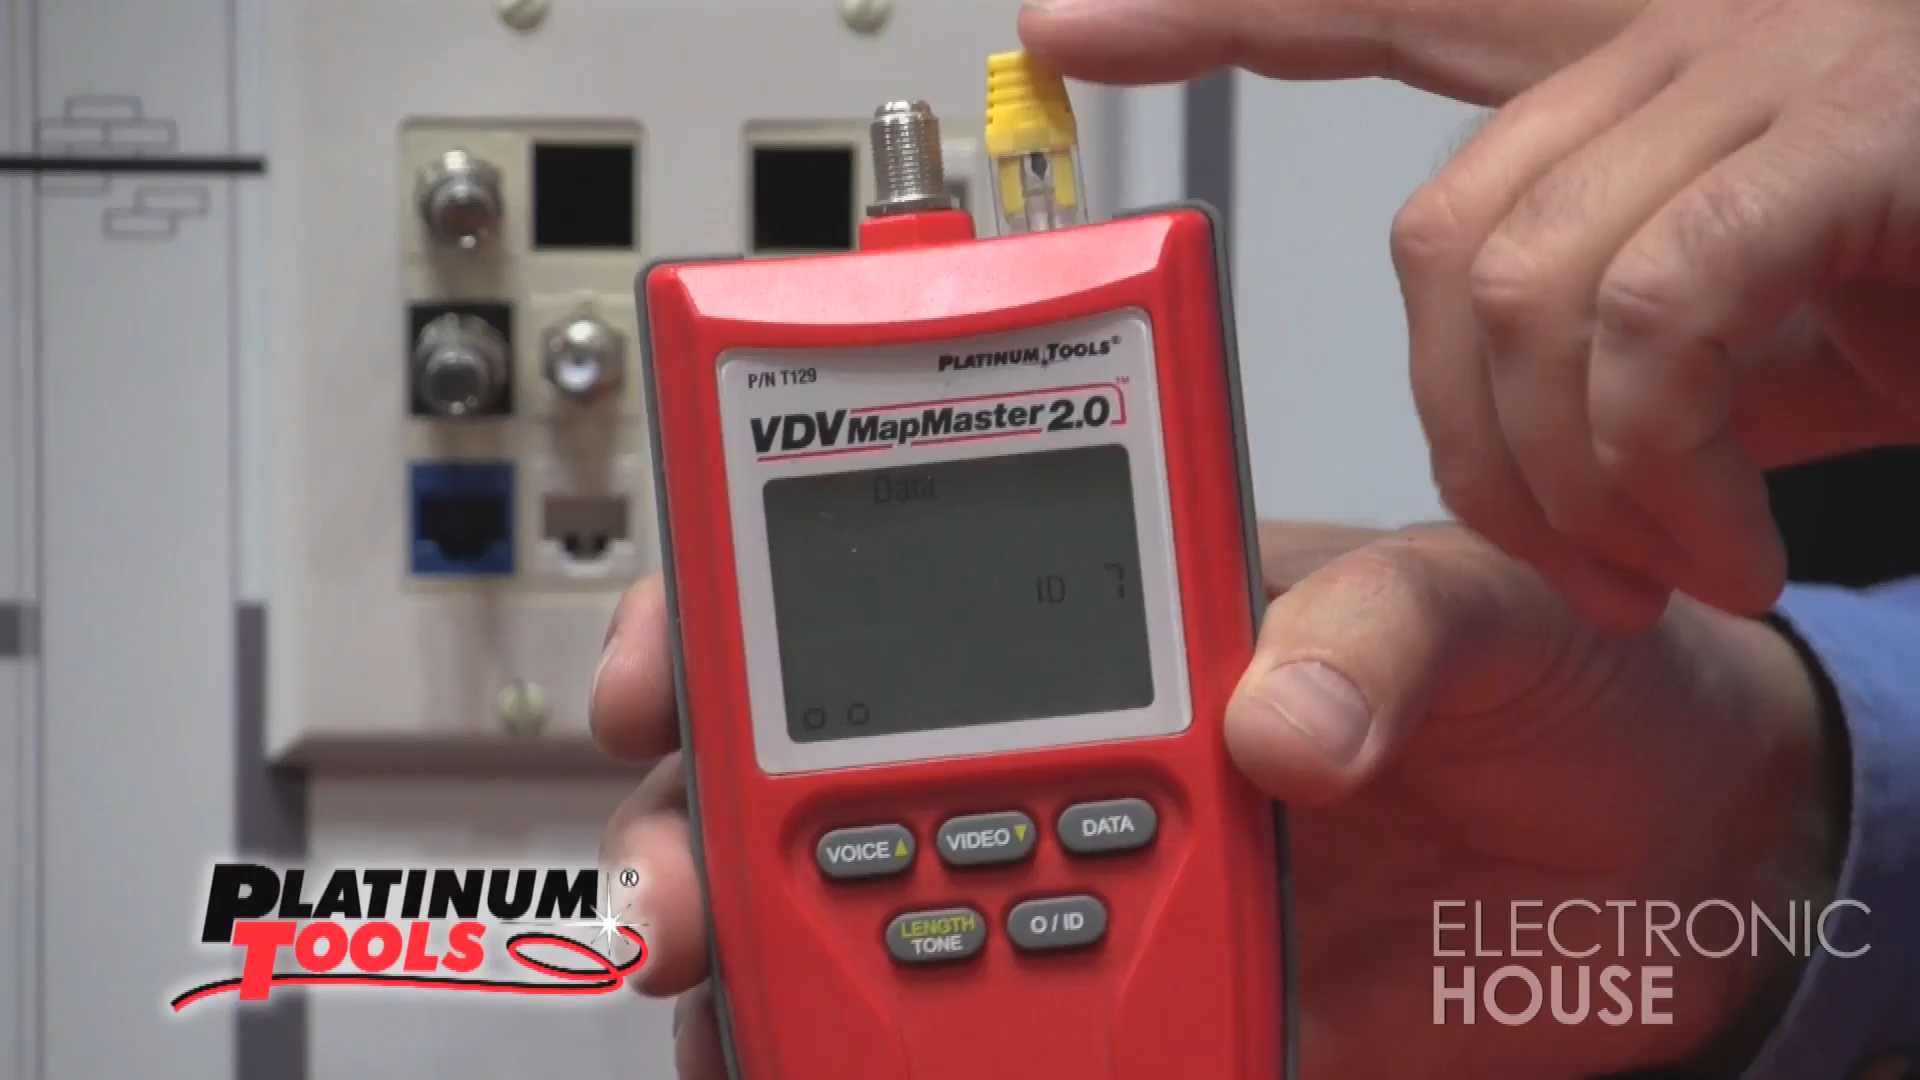 P/N T129
PLATINUM TOOLS®
VDV MapMaster 2.0™
Data
ID 7
VOICE
VIDEO
DATA
LENGTH
TONE
O / ID
PLATINUM ®
TOOLS
ELECTRONIC
HOUSE